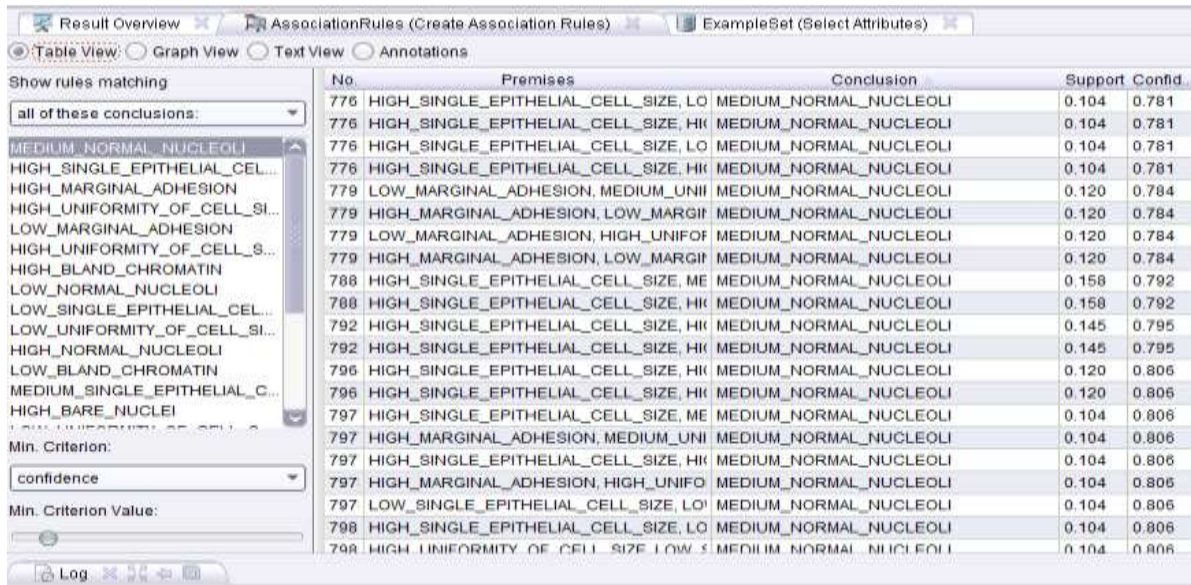 Result Overview AssociationRules (Create Association Rules) ExampleSet (Select Attributes)
Table View Graph View Text View Annotations
Show rules matching
all of these conclusions:
MEDIUM_NORMAL_NUCLEOLI
HIGH_SINGLE_EPITHELIAL_CEL...
HIGH_MARGINAL_ADHESION
HIGH_UNIFORMITY_OF_CELL_SI...
LOW_MARGINAL_ADHESION
HIGH_UNIFORMITY_OF_CELL_S...
HIGH_BLAND_CHROMATIN
LOW_NORMAL_NUCLEOLI
LOW_SINGLE_EPITHELIAL_CEL...
LOW_UNIFORMITY_OF_CELL_SI...
HIGH_NORMAL_NUCLEOLI
LOW_BLAND_CHROMATIN
MEDIUM_SINGLE_EPITHELIAL_C...
HIGH_BARE_NUCLEI
Min. Criterion:
confidence
Min. Criterion Value:
No. Premises Conclusion Support Confid...
776 HIGH_SINGLE_EPITHELIAL_CELL_SIZE, LO MEDIUM_NORMAL_NUCLEOLI 0.104 0.781
776 HIGH_SINGLE_EPITHELIAL_CELL_SIZE, HI MEDIUM_NORMAL_NUCLEOLI 0.104 0.781
776 HIGH_SINGLE_EPITHELIAL_CELL_SIZE, LO MEDIUM_NORMAL_NUCLEOLI 0.104 0.781
776 HIGH_SINGLE_EPITHELIAL_CELL_SIZE, HI MEDIUM_NORMAL_NUCLEOLI 0.104 0.781
779 LOW_MARGINAL_ADHESION, MEDIUM_UNI MEDIUM_NORMAL_NUCLEOLI 0.120 0.784
779 HIGH_MARGINAL_ADHESION, LOW_MARGI MEDIUM_NORMAL_NUCLEOLI 0.120 0.784
779 LOW_MARGINAL_ADHESION, HIGH_UNIFO MEDIUM_NORMAL_NUCLEOLI 0.120 0.784
779 HIGH_MARGINAL_ADHESION, LOW_MARGI MEDIUM_NORMAL_NUCLEOLI 0.120 0.784
788 HIGH_SINGLE_EPITHELIAL_CELL_SIZE, ME MEDIUM_NORMAL_NUCLEOLI 0.158 0.792
788 HIGH_SINGLE_EPITHELIAL_CELL_SIZE, HI MEDIUM_NORMAL_NUCLEOLI 0.158 0.792
792 HIGH_SINGLE_EPITHELIAL_CELL_SIZE, HI MEDIUM_NORMAL_NUCLEOLI 0.145 0.795
792 HIGH_SINGLE_EPITHELIAL_CELL_SIZE, HI MEDIUM_NORMAL_NUCLEOLI 0.145 0.795
796 HIGH_SINGLE_EPITHELIAL_CELL_SIZE, HI MEDIUM_NORMAL_NUCLEOLI 0.120 0.806
796 HIGH_SINGLE_EPITHELIAL_CELL_SIZE, HI MEDIUM_NORMAL_NUCLEOLI 0.120 0.806
797 HIGH_SINGLE_EPITHELIAL_CELL_SIZE, ME MEDIUM_NORMAL_NUCLEOLI 0.104 0.806
797 HIGH_MARGINAL_ADHESION, MEDIUM_UNI MEDIUM_NORMAL_NUCLEOLI 0.104 0.806
797 HIGH_SINGLE_EPITHELIAL_CELL_SIZE, HI MEDIUM_NORMAL_NUCLEOLI 0.104 0.806
797 HIGH_MARGINAL_ADHESION, HIGH_UNIFO MEDIUM_NORMAL_NUCLEOLI 0.104 0.806
797 LOW_SINGLE_EPITHELIAL_CELL_SIZE, LO MEDIUM_NORMAL_NUCLEOLI 0.104 0.806
798 HIGH_SINGLE_EPITHELIAL_CELL_SIZE, LO MEDIUM_NORMAL_NUCLEOLI 0.104 0.806
798 HIGH_UNIFORMITY_OF_CELL_SIZE, LOW_S MEDIUM_NORMAL_NUCLEOLI 0.104 0.806
Log